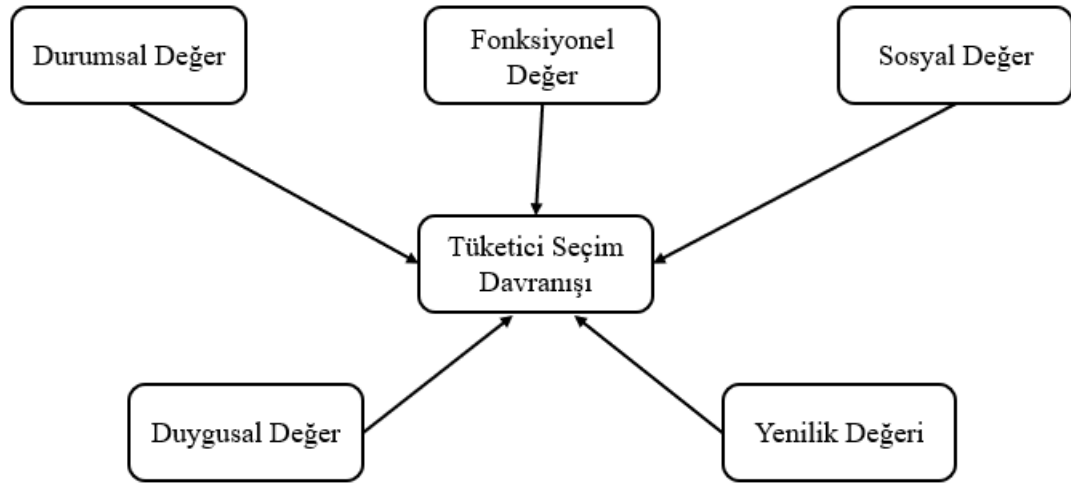 Durumsal Değer
Fonksiyonel
Değer
Sosyal Değer
Tüketici Seçim
Davranışı
Duygusal Değer
Yenilik Değeri